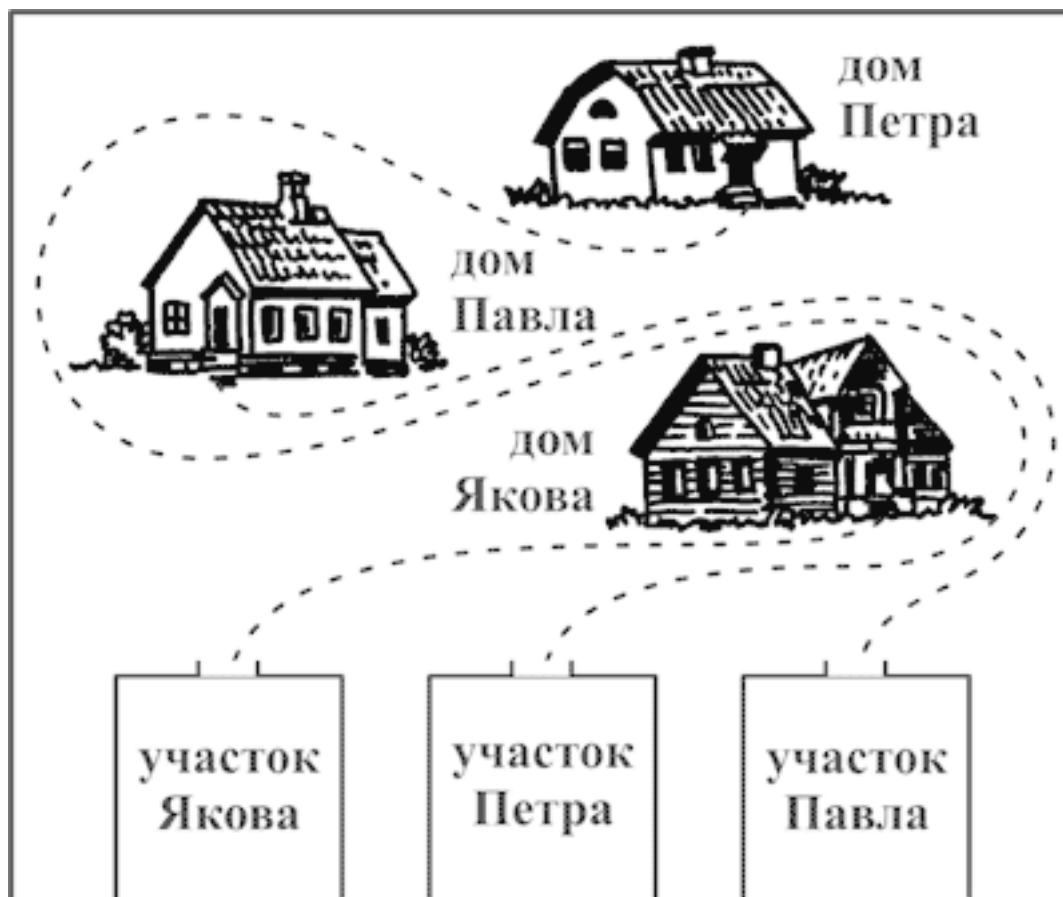 дом
Петра
дом
Павла
дом
Якова
участок
Якова
участок
Петра
участок
Павла